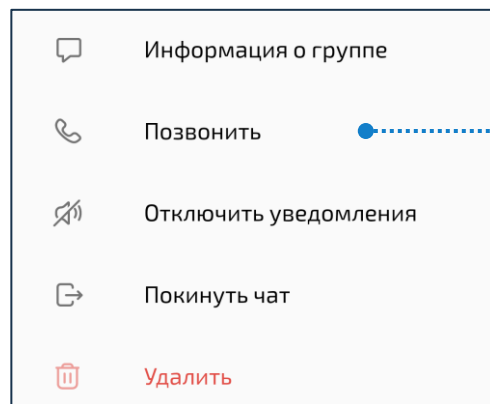 Информация о группе
Позвонить
Отключить уведомления
Покинуть чат
Удалить